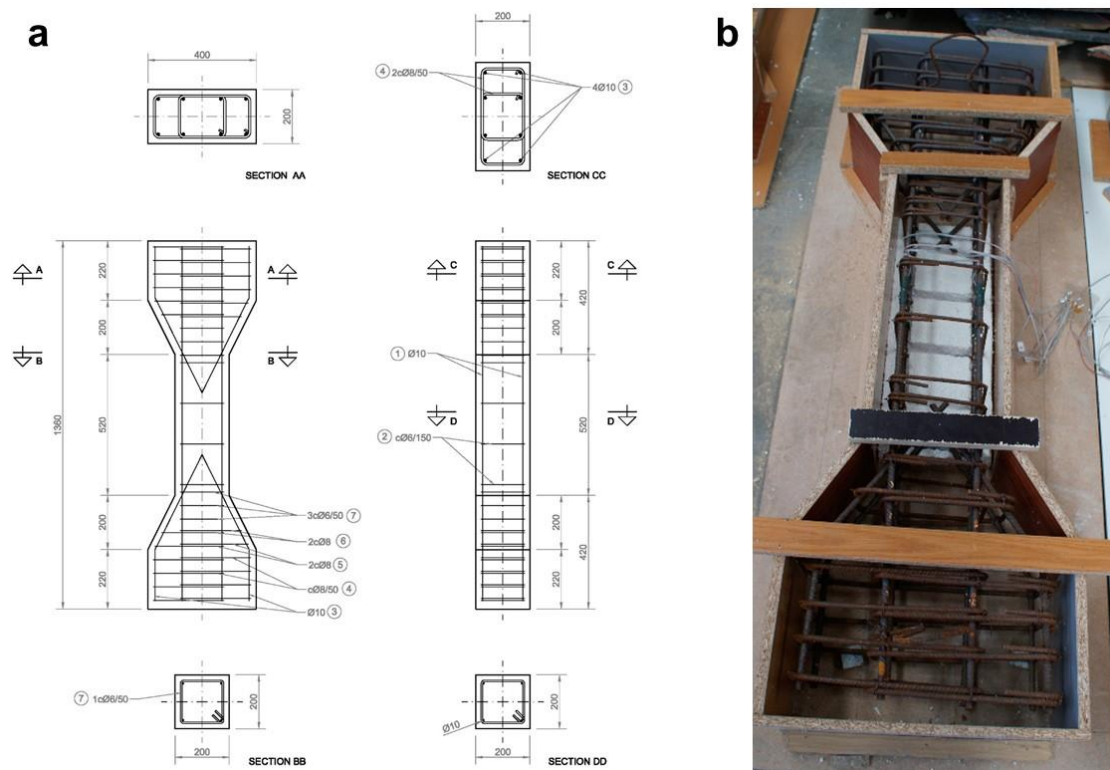 a
b
400
200
SECTION AA
200
④ 2cØ8/50
4Ø10 ③
SECTION CC
A
A
B
B
220
200
1360
520
200
220
3cØ6/50 ⑦
2cØ8 ⑥
2cØ8 ⑤
cØ8/50 ④
Ø10 ③
C
C
① Ø10
D
D
② cØ6/150
220
200
420
520
200
220
420
⑦ 1cØ6/50
200
200
SECTION BB
Ø10
200
200
SECTION DD